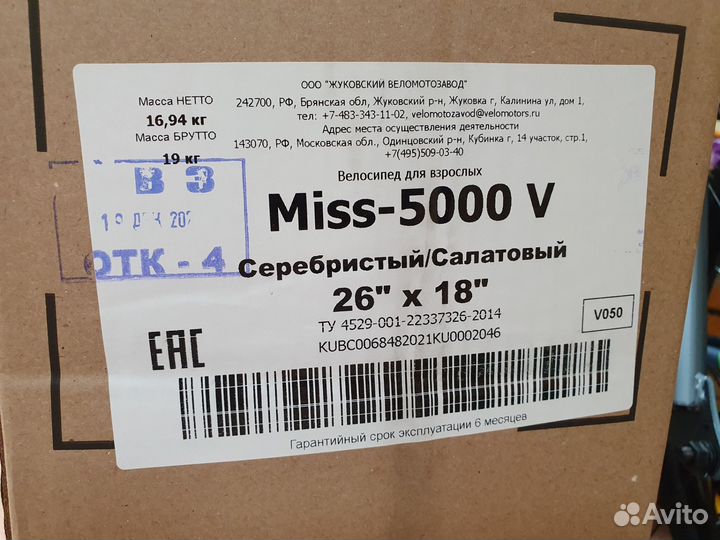 ООО "ЖУКОВСКИЙ ВЕЛОМОТОЗАВОД"
Масса НЕТТО
16,94 кг
Масса БРУТТО
19 кг
242700, РФ, Брянская обл, Жуковский р-н, Жуковка г, Калинина ул, дом 1,
тел: +7-483-343-11-02, velomotozavod@velomotors.ru
Адрес места осуществления деятельности
143070, РФ, Московская обл., Одинцовский р-н, Кубинка г, 14 участок, стр.1,
+7(495)509-03-40
В З
ОТК - 4
Велосипед для взрослых
Miss-5000 V
Серебристый/Салатовый
26" x 18"
ТУ 4529-001-22337326-2014
KUBC0068482021KU0002046
V050
EAC
Гарантийный срок эксплуатации 6 месяцев
Avito